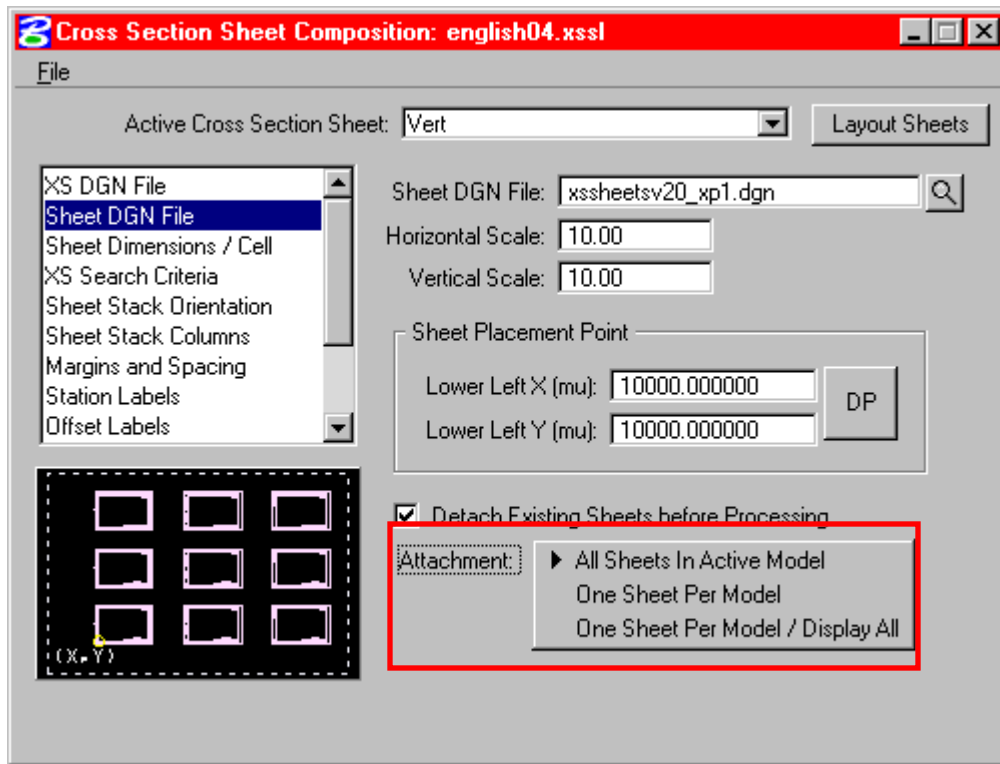 Cross Section Sheet Composition: english04.xssl
File
Active Cross Section Sheet: Vert
Layout Sheets
XS DGN File
Sheet DGN File
Sheet Dimensions / Cell
XS Search Criteria
Sheet Stack Orientation
Sheet Stack Columns
Margins and Spacing
Station Labels
Offset Labels
Sheet DGN File: xssheetsv20_xp1.dgn
Horizontal Scale: 10.00
Vertical Scale: 10.00
Sheet Placement Point
Lower Left X (mu): 10000.000000
Lower Left Y (mu): 10000.000000
DP
Detach Existing Sheets before Processing
Attachment:
All Sheets In Active Model
One Sheet Per Model
One Sheet Per Model / Display All
(X,Y)